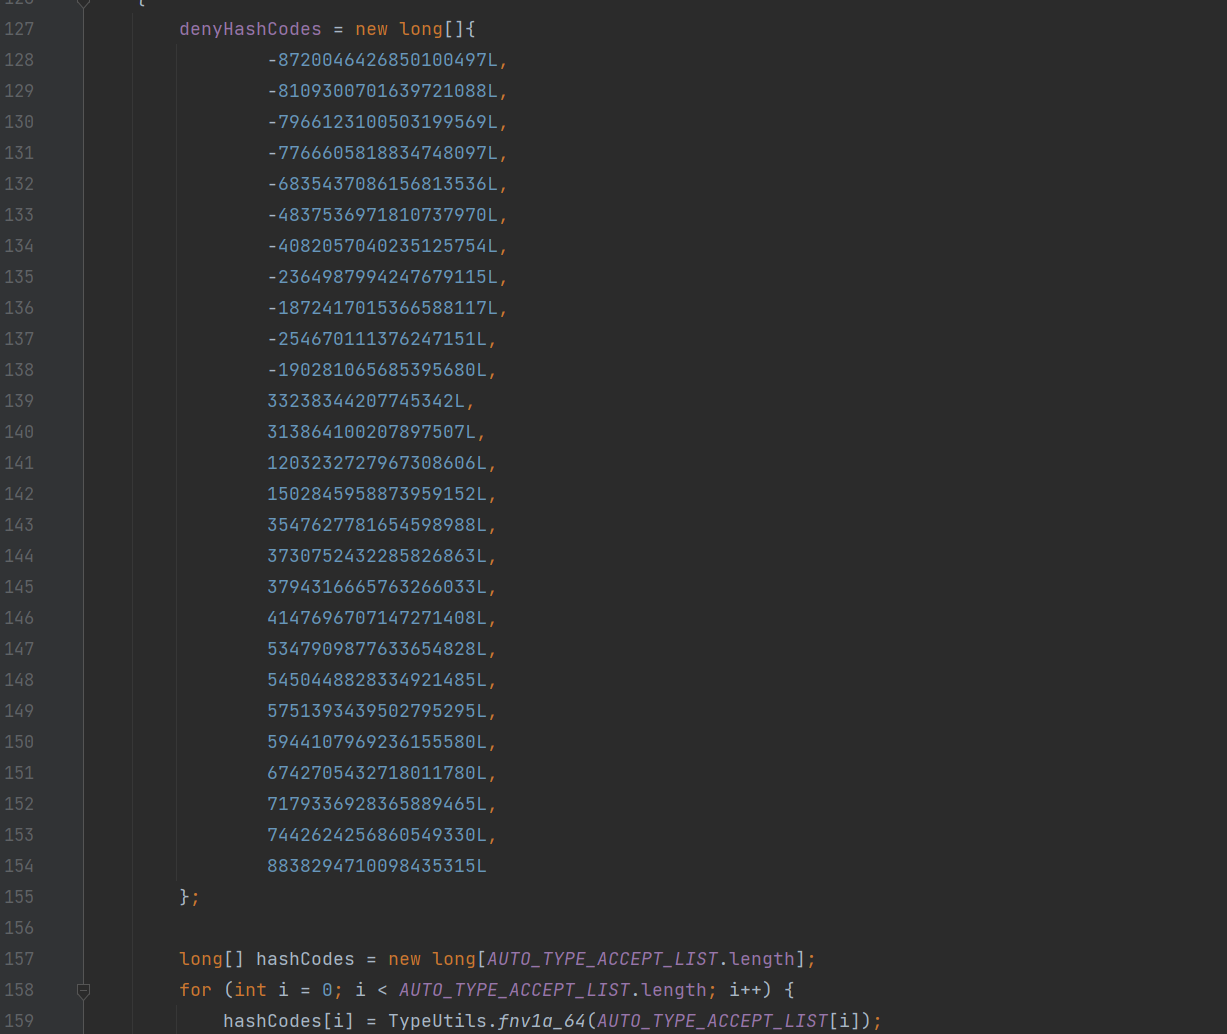 127 denyHashCodes = new long[]{
128 -8720046426850100497L,
129 -8109300701639721088L,
130 -7966123100503199569L,
131 -7766605818834748097L,
132 -6835437086156813536L,
133 -4837536971810737970L,
134 -4082057040235125754L,
135 -2364987994247679115L,
136 -1872417015366588117L,
137 -254670111376247151L,
138 -190281065685395680L,
139 33238344207745342L,
140 313864100207897507L,
141 1203232727967308606L,
142 1502845958873959152L,
143 3547627781654598988L,
144 3730752432285826863L,
145 3794316665763266033L,
146 4147696707147271408L,
147 5347909877633654828L,
148 5450448828334921485L,
149 5751393439502795295L,
150 5944107969236155580L,
151 6742705432718011780L,
152 7179336928365889465L,
153 7442624256860549330L,
154 8838294710098435315L
155 };
156
157 long[] hashCodes = new long[AUTO_TYPE_ACCEPT_LIST.length];
158 for (int i = 0; i < AUTO_TYPE_ACCEPT_LIST.length; i++) {
159 hashCodes[i] = TypeUtils.fnv1a_64(AUTO_TYPE_ACCEPT_LIST[i]);